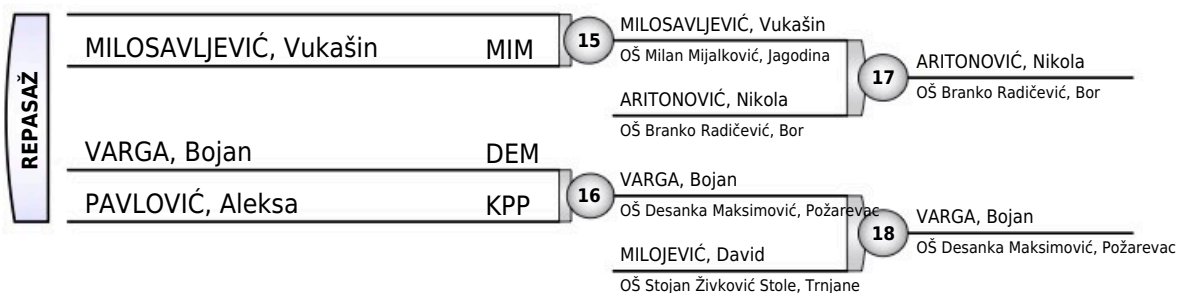 REPASAŽ
MILOSAVLJEVIĆ, Vukašin MIM
15
MILOSAVLJEVIĆ, Vukašin
OŠ Milan Mijalković, Jagodina
ARITONOVIĆ, Nikola
OŠ Branko Radičević, Bor
17
ARITONOVIĆ, Nikola
OŠ Branko Radičević, Bor
VARGA, Bojan DEM
PAVLOVIĆ, Aleksa KPP
16
VARGA, Bojan
OŠ Desanka Maksimović, Požarevac
MILOJEVIĆ, David
OŠ Stojan Živković Stole, Trnjane
18
VARGA, Bojan
OŠ Desanka Maksimović, Požarevac